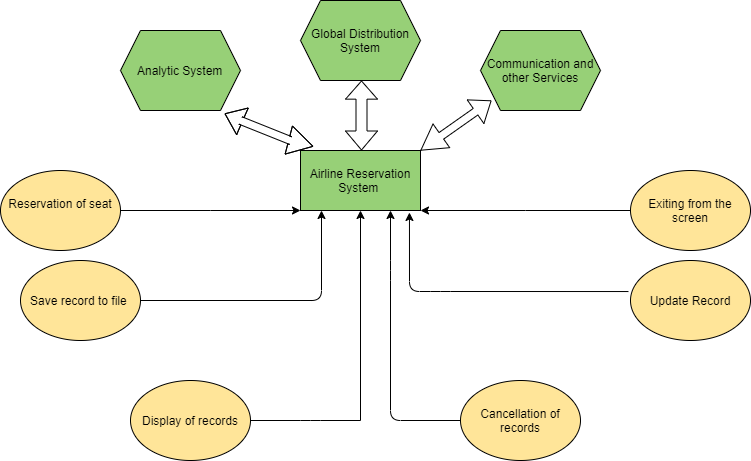 Global Distribution
System
Analytic System
Communication and
other Services
Airline Reservation
System
Reservation of seat
Exiting from the
screen
Save record to file
Update Record
Display of records
Cancellation of
records